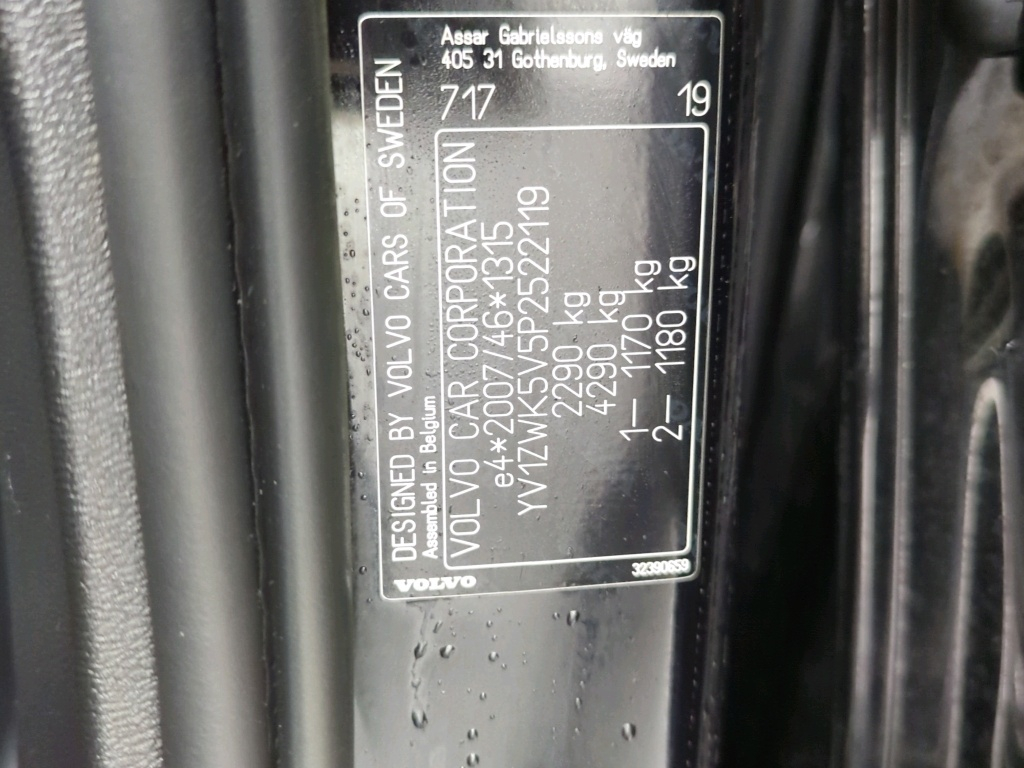 VOLVO
DESIGNED BY VOLVO CARS OF SWEDEN
Assembled in Belgium
Assar Gabrielssons väg
405 31 Gothenburg, Sweden
717
19
VOLVO CAR CORPORATION
e4*2007/46*1315
YV1ZWK5V5P2522119
2290 kg
4290 kg
1– 1170 kg
2– 1180 kg
32390659